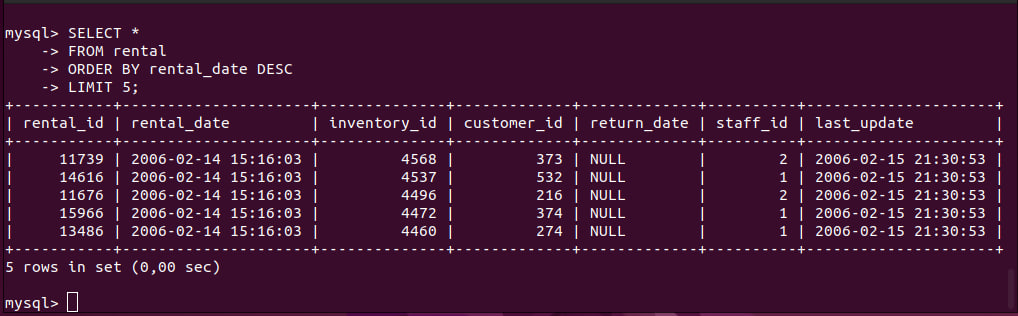 mysql> SELECT *
    -> FROM rental
    -> ORDER BY rental_date DESC
    -> LIMIT 5;
+-----------+---------------------+--------------+-------------+-------------+----------+---------------------+
| rental_id | rental_date         | inventory_id | customer_id | return_date | staff_id | last_update         |
+-----------+---------------------+--------------+-------------+-------------+----------+---------------------+
|     11739 | 2006-02-14 15:16:03 |         4568 |         373 | NULL        |        2 | 2006-02-15 21:30:53 |
|     14616 | 2006-02-14 15:16:03 |         4537 |         532 | NULL        |        1 | 2006-02-15 21:30:53 |
|     11676 | 2006-02-14 15:16:03 |         4496 |         216 | NULL        |        2 | 2006-02-15 21:30:53 |
|     15966 | 2006-02-14 15:16:03 |         4472 |         374 | NULL        |        1 | 2006-02-15 21:30:53 |
|     13486 | 2006-02-14 15:16:03 |         4460 |         274 | NULL        |        1 | 2006-02-15 21:30:53 |
+-----------+---------------------+--------------+-------------+-------------+----------+---------------------+
5 rows in set (0,00 sec)
mysql>